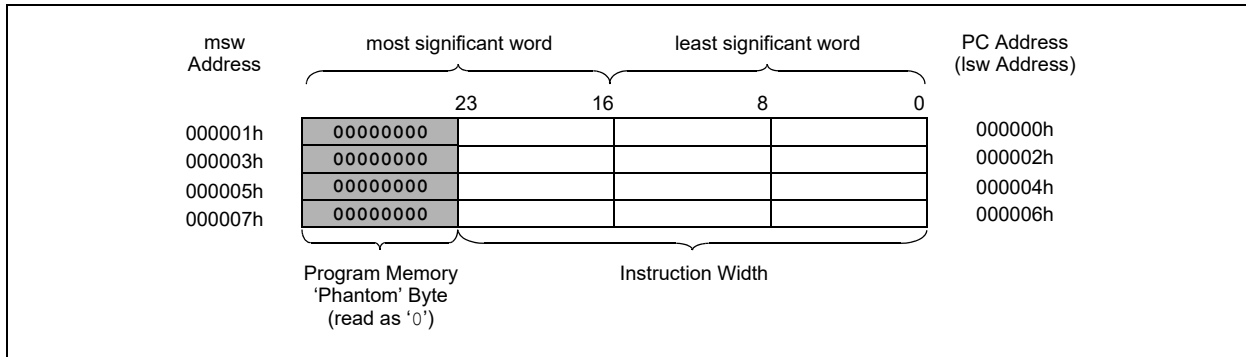 msw
Address
most significant word
least significant word
PC Address
(lsw Address)
23 16 8 0
000001h 00000000 000000h
000003h 00000000 000002h
000005h 00000000 000004h
000007h 00000000 000006h
Program Memory
‘Phantom’ Byte
(read as ‘0’)
Instruction Width